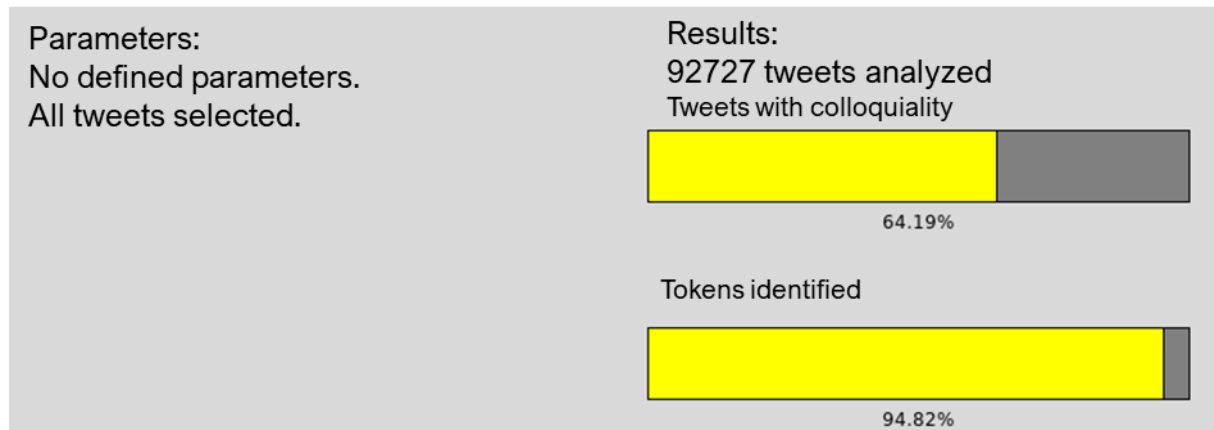 Parameters:
No defined parameters.
All tweets selected.
Results:
92727 tweets analyzed
Tweets with colloquiality
64.19%
Tokens identified
94.82%